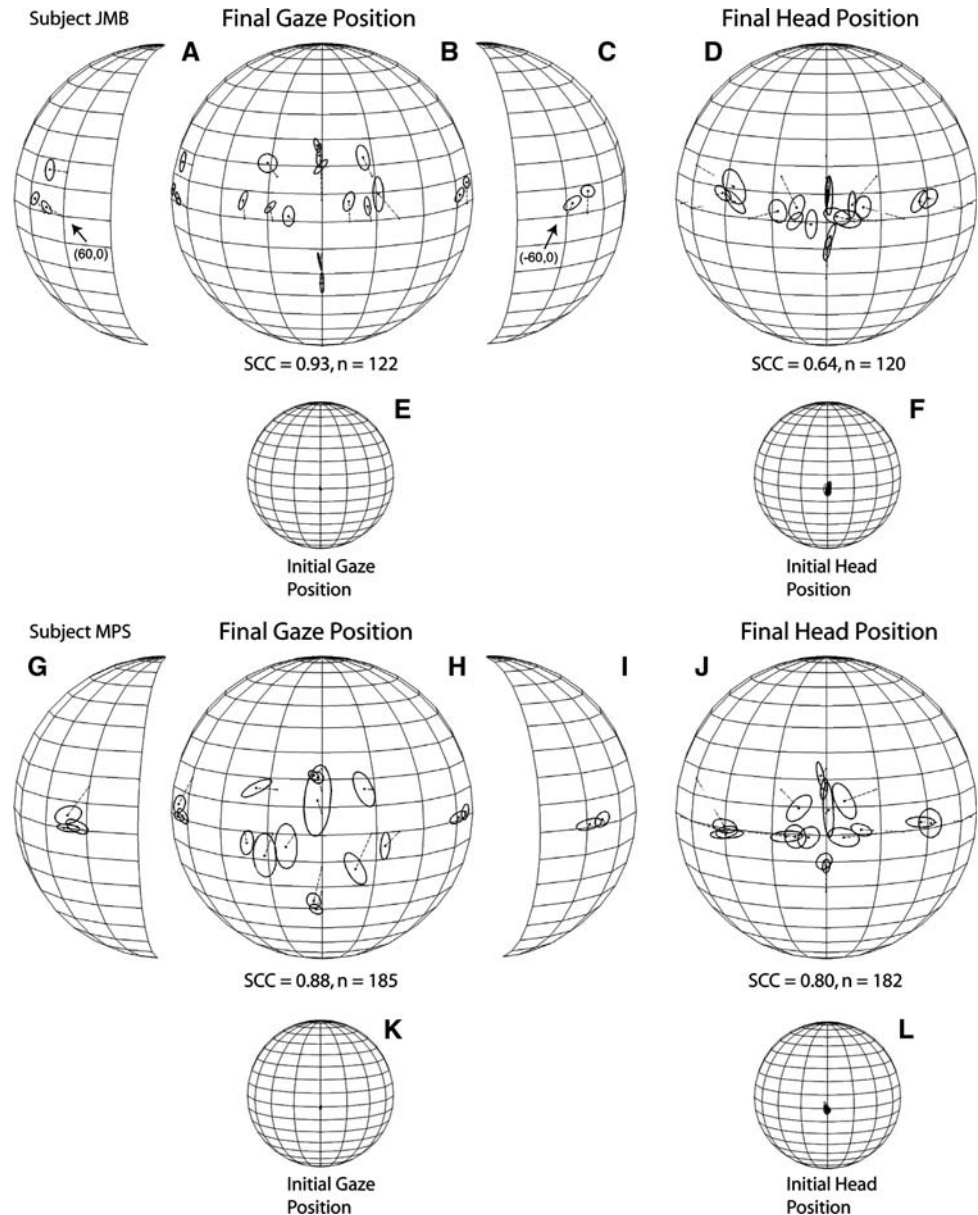 Subject JMB
Final Gaze Position
Final Head Position
A
B
C
D
(60,0)
(-60,0)
SCC = 0.93, n = 122
SCC = 0.64, n = 120
E
F
Initial Gaze
Position
Initial Head
Position
Subject MPS
Final Gaze Position
Final Head Position
G
H
I
J
SCC = 0.88, n = 185
SCC = 0.80, n = 182
K
L
Initial Gaze
Position
Initial Head
Position